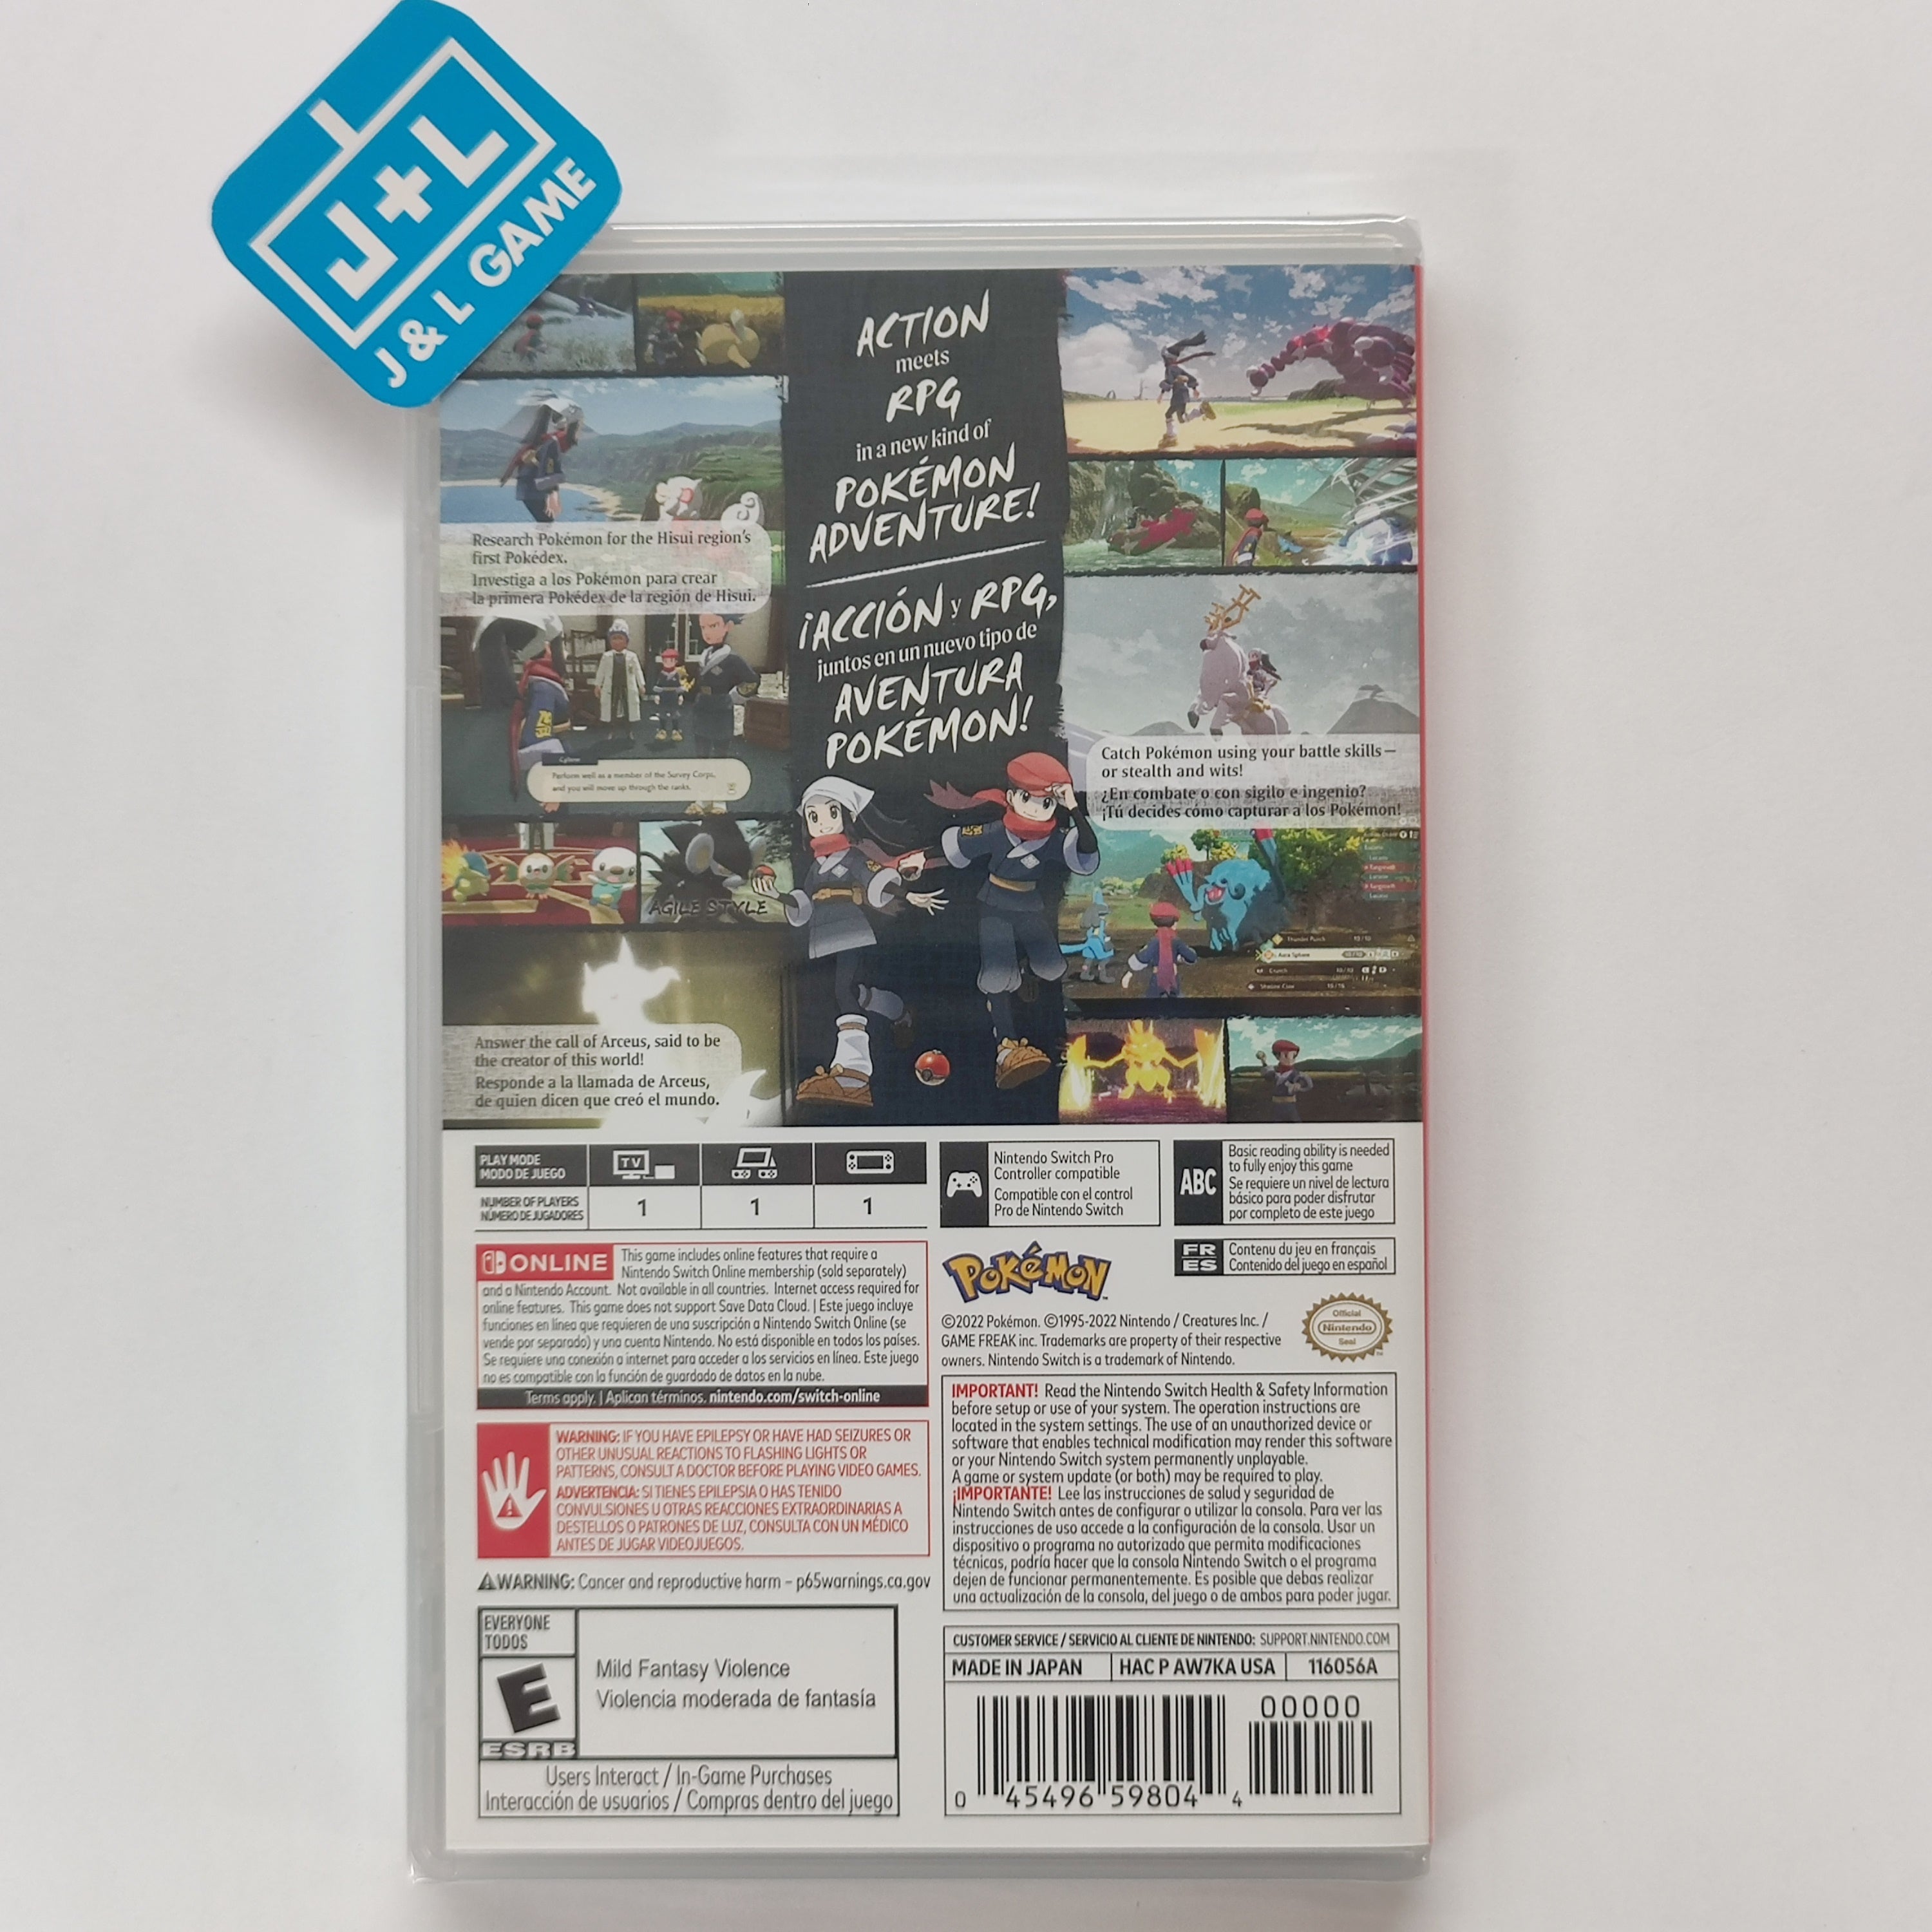 J+L
J & L GAME
ACTION
meets
RPG
in a new kind of
POKÉMON
ADVENTURE!
¡ACCIÓN y RPG,
juntos en un nuevo tipo de
AVENTURA
POKÉMON!
Research Pokémon for the Hisui region's
first Pokédex.
Investiga a los Pokémon para crear
la primera Pokédex de la región de Hisui.
Cyllene
Perform well as a member of the Survey Corps,
and you will move up through the ranks.
AGILE STYLE
Answer the call of Arceus, said to be
the creator of this world!
Responde a la llamada de Arceus,
de quien dicen que creó el mundo.
Catch Pokémon using your battle skills—
or stealth and wits!
¿En combate o con sigilo e ingenio?
¡Tú decides cómo capturar a los Pokémon!
Thunder Punch 10/10
Aura Sphere
Crunch 10/10
Shadow Claw 15/15
PLAY MODE
MODO DE JUEGO
TV
NUMBER OF PLAYERS
NÚMERO DE JUGADORES
1 1 1
Nintendo Switch Pro
Controller compatible
Compatible con el control
Pro de Nintendo Switch
ABC
Basic reading ability is needed
to fully enjoy this game
Se requiere un nivel de lectura
básico para poder disfrutar
por completo de este juego
ONLINE
This game includes online features that require a
Nintendo Switch Online membership (sold separately)
and a Nintendo Account. Not available in all countries. Internet access required for
online features. This game does not support Save Data Cloud. | Este juego incluye
funciones en línea que requieren de una suscripción a Nintendo Switch Online (se
vende por separado) y una cuenta Nintendo. No está disponible en todos los países.
Se requiere una conexión a internet para acceder a los servicios en línea. Este juego
no es compatible con la función de guardado de datos en la nube.
Terms apply. | Aplican términos. nintendo.com/switch-online
POKéMON
TM
FR
ES
Contenu du jeu en français
Contenido del juego en español
©2022 Pokémon. ©1995-2022 Nintendo / Creatures Inc. /
GAME FREAK inc. Trademarks are property of their respective
owners. Nintendo Switch is a trademark of Nintendo.
Official
Nintendo
Seal
WARNING: IF YOU HAVE EPILEPSY OR HAVE HAD SEIZURES OR
OTHER UNUSUAL REACTIONS TO FLASHING LIGHTS OR
PATTERNS, CONSULT A DOCTOR BEFORE PLAYING VIDEO GAMES.
ADVERTENCIA: SI TIENES EPILEPSIA O HAS TENIDO
CONVULSIONES U OTRAS REACCIONES EXTRAORDINARIAS A
DESTELLOS O PATRONES DE LUZ, CONSULTA CON UN MÉDICO
ANTES DE JUGAR VIDEOJUEGOS.
WARNING: Cancer and reproductive harm – p65warnings.ca.gov
IMPORTANT! Read the Nintendo Switch Health & Safety Information
before setup or use of your system. The operation instructions are
located in the system settings. The use of an unauthorized device or
software that enables technical modification may render this software
or your Nintendo Switch system permanently unplayable.
A game or system update (or both) may be required to play.
¡IMPORTANTE! Lee las instrucciones de salud y seguridad de
Nintendo Switch antes de configurar o utilizar la consola. Para ver las
instrucciones de uso accede a la configuración de la consola. Usar un
dispositivo o programa no autorizado que permita modificaciones
técnicas, podría hacer que la consola Nintendo Switch o el programa
dejen de funcionar permanentemente. Es posible que debas realizar
una actualización de la consola, del juego o de ambos para poder jugar.
EVERYONE
TODOS
E
ESRB
Mild Fantasy Violence
Violencia moderada de fantasía
Users Interact / In-Game Purchases
Interacción de usuarios / Compras dentro del juego
CUSTOMER SERVICE / SERVICIO AL CLIENTE DE NINTENDO: SUPPORT.NINTENDO.COM
MADE IN JAPAN HAC P AW7KA USA 116056A
00000
0 45496 59804 4